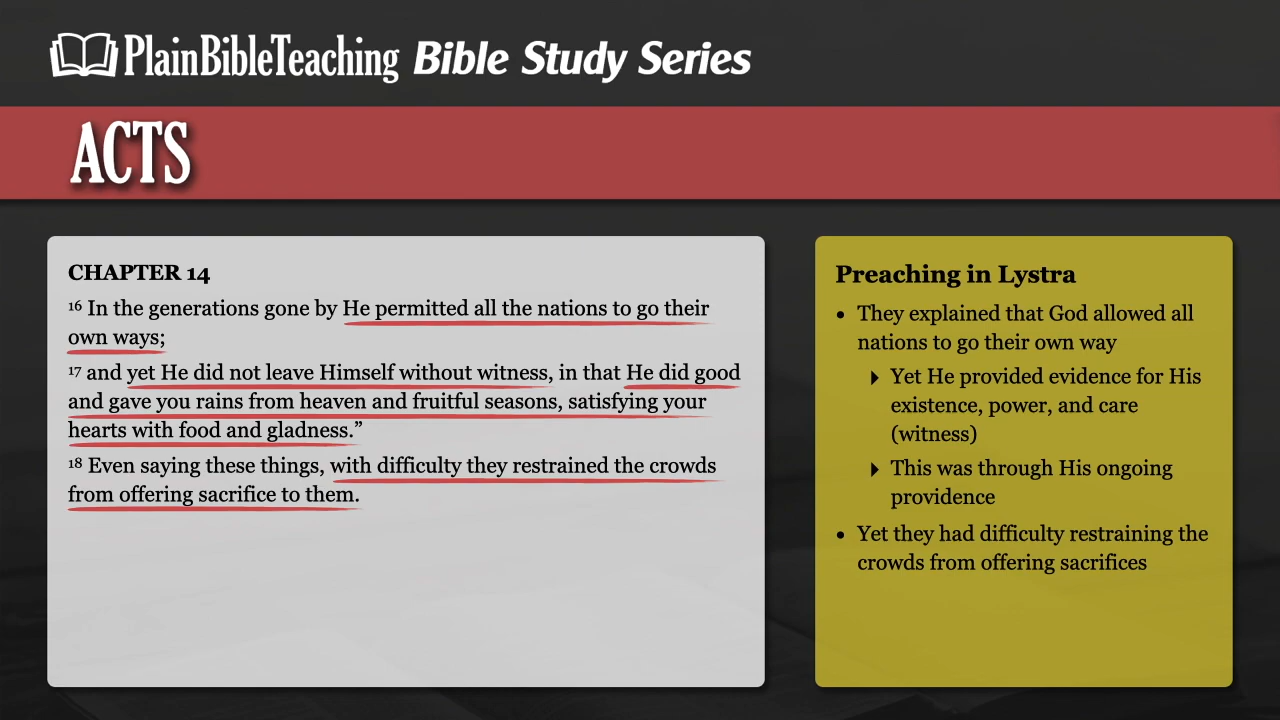 PlainBibleTeaching Bible Study Series
ACTS
CHAPTER 14
16 In the generations gone by He permitted all the nations to go their
own ways;
17 and yet He did not leave Himself without witness, in that He did good
and gave you rains from heaven and fruitful seasons, satisfying your
hearts with food and gladness.”
18 Even saying these things, with difficulty they restrained the crowds
from offering sacrifice to them.
Preaching in Lystra
• They explained that God allowed all
nations to go their own way
Yet He provided evidence for His
existence, power, and care
(witness)
This was through His ongoing
providence
• Yet they had difficulty restraining the
crowds from offering sacrifices